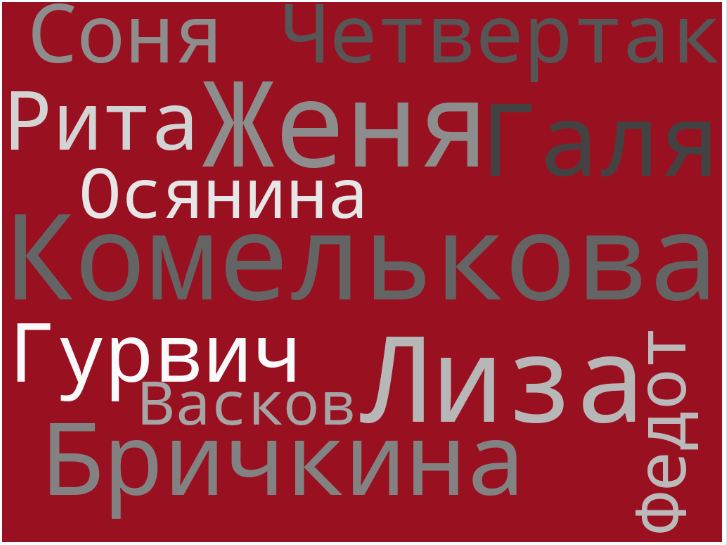 Соня Четвертак
Рита Женя Галя
Осянина
Комелькова
Гурвич Лиза
Васков
Бричкина
Федот